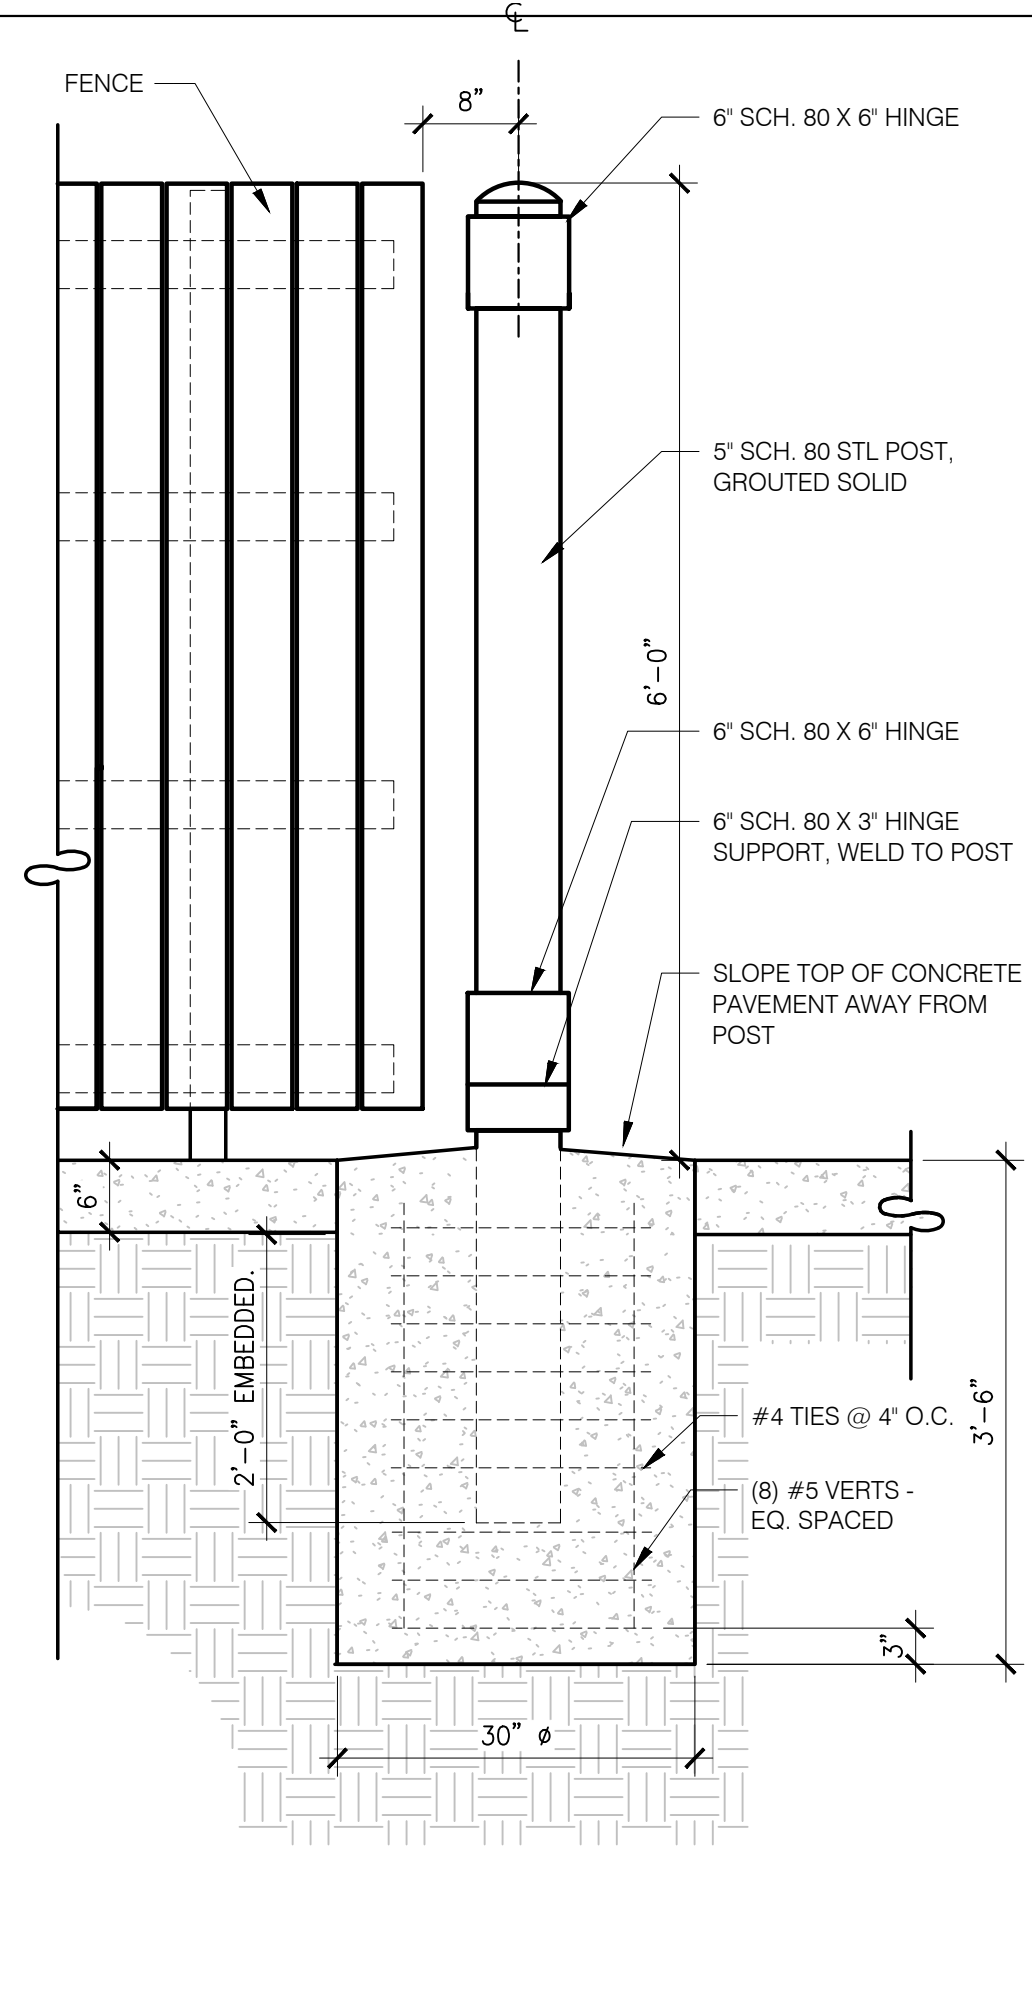 ℄
FENCE
8"
6" SCH. 80 X 6" HINGE
5" SCH. 80 STL POST,
GROUTED SOLID
6'-0"
6" SCH. 80 X 6" HINGE
6" SCH. 80 X 3" HINGE
SUPPORT, WELD TO POST
SLOPE TOP OF CONCRETE
PAVEMENT AWAY FROM
POST
6"
2'-0" EMBEDDED.
3'-6"
#4 TIES @ 4" O.C.
(8) #5 VERTS -
EQ. SPACED
3"
30" ø